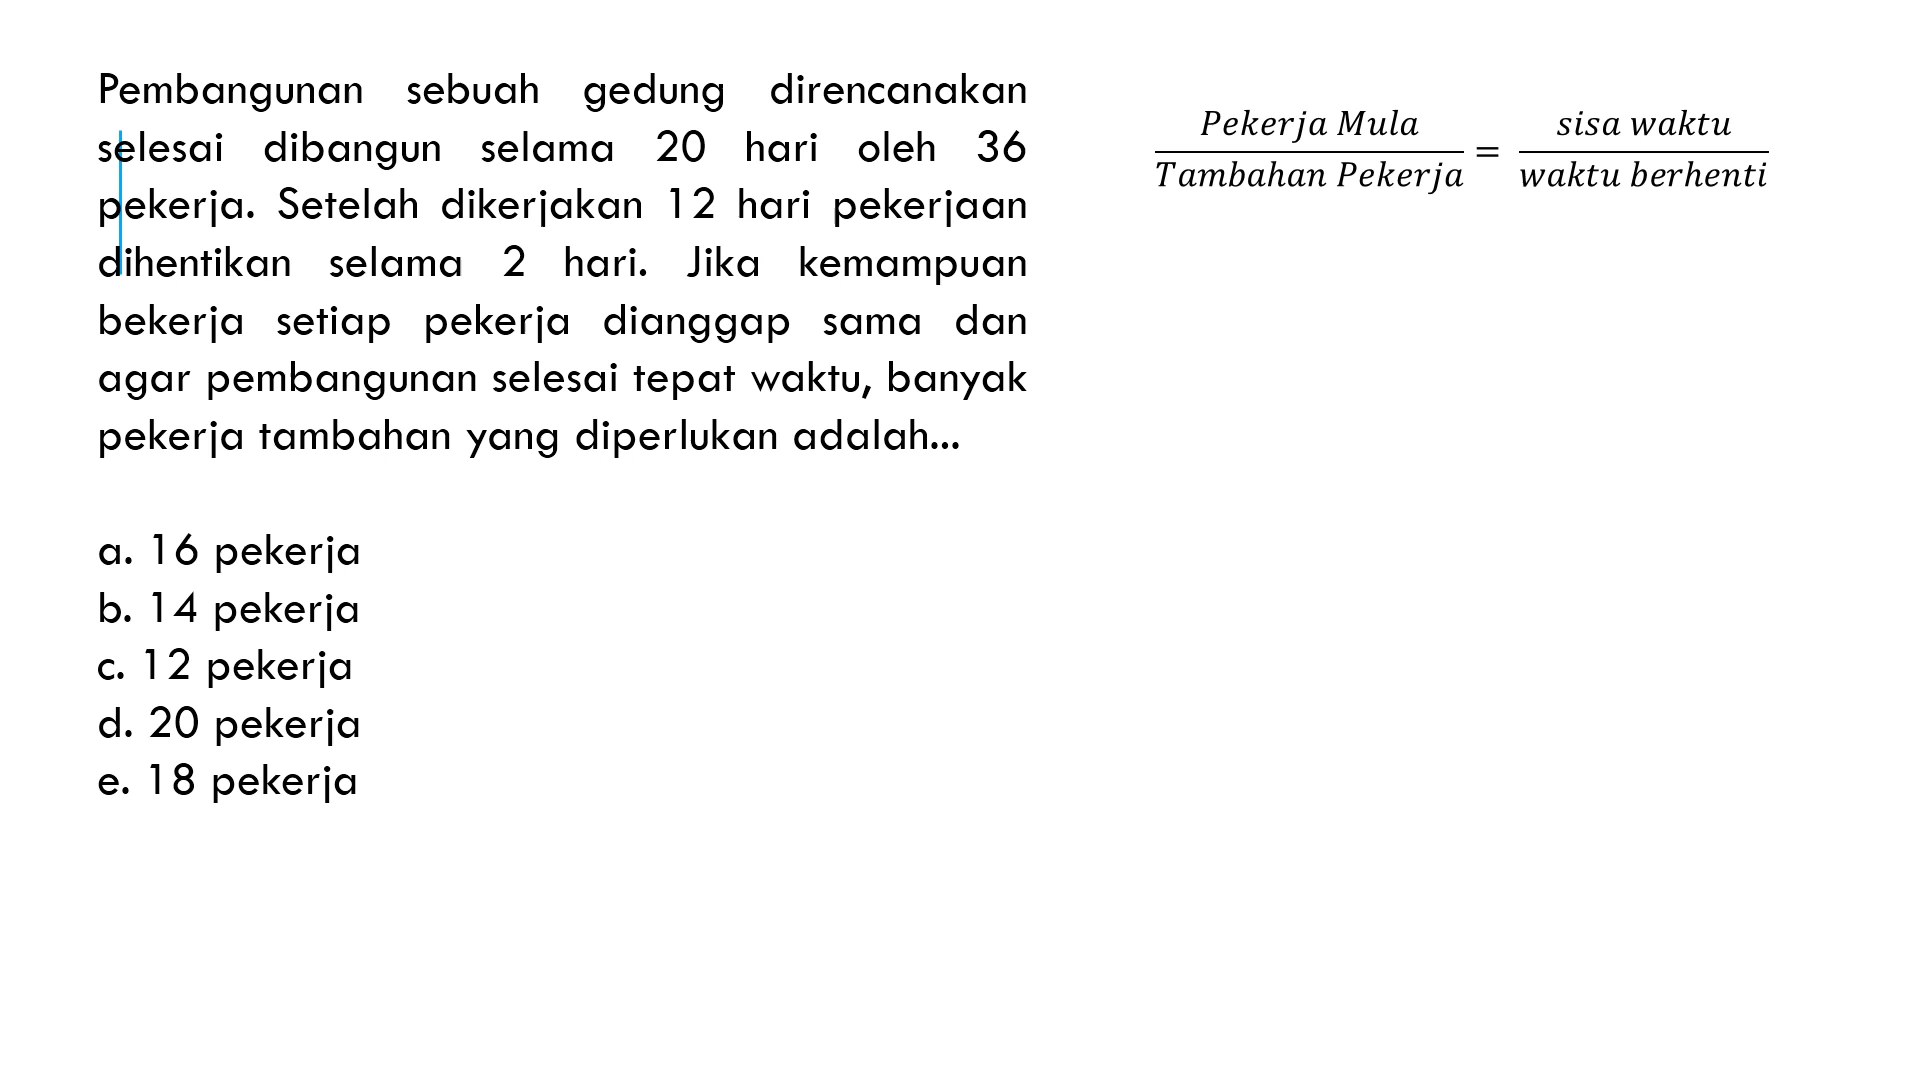 Pembangunan sebuah gedung direncanakan
selesai dibangun selama 20 hari oleh 36
pekerja. Setelah dikerjakan 12 hari pekerjaan
dihentikan selama 2 hari. Jika kemampuan
bekerja setiap pekerja dianggap sama dan
agar pembangunan selesai tepat waktu, banyak
pekerja tambahan yang diperlukan adalah...
a. 16 pekerja
b. 14 pekerja
c. 12 pekerja
d. 20 pekerja
e. 18 pekerja
Pekerja Mula sisa waktu
=
Tambahan Pekerja waktu berhenti